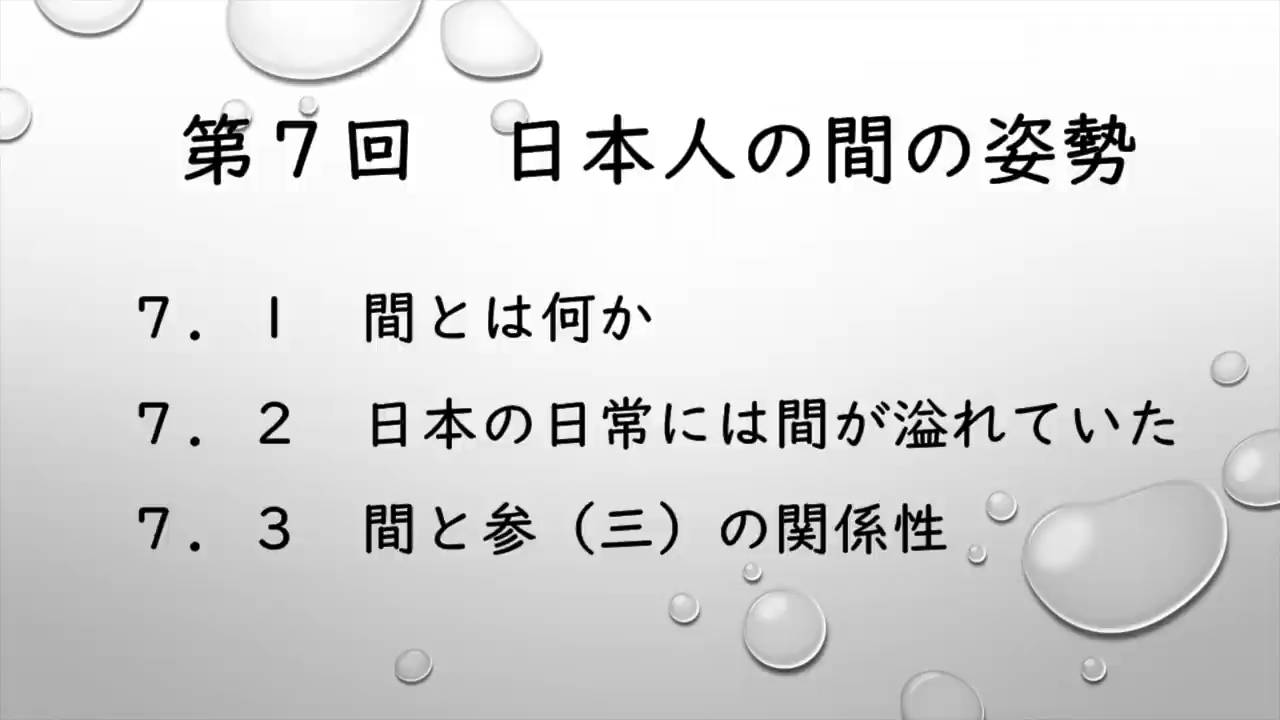 第７回　日本人の間の姿勢
７．１　間とは何か
７．２　日本の日常には間が溢れていた
７．３　間と参（三）の関係性